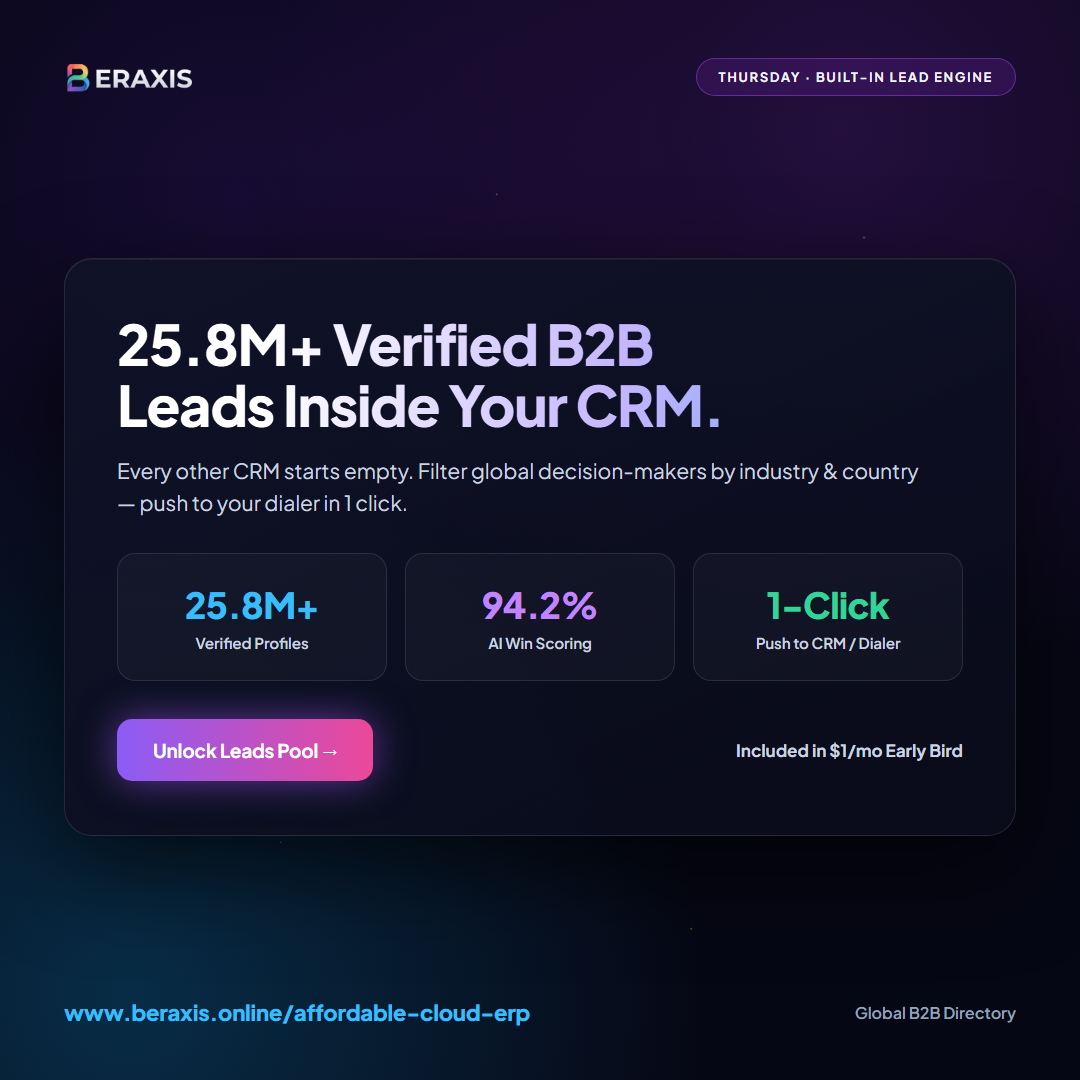 BERAXIS
THURSDAY · BUILT-IN LEAD ENGINE
25.8M+ Verified B2B
Leads Inside Your CRM.
Every other CRM starts empty. Filter global decision-makers by industry & country
— push to your dialer in 1 click.
25.8M+
Verified Profiles
94.2%
AI Win Scoring
1-Click
Push to CRM / Dialer
Unlock Leads Pool →
Included in $1/mo Early Bird
www.beraxis.online/affordable-cloud-erp
Global B2B Directory